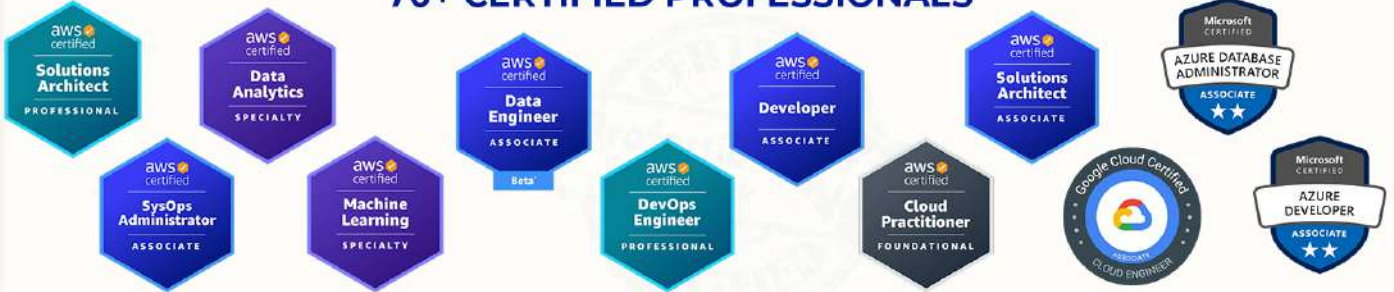 70+ CERTIFIED PROFESSIONALS
aws
certified
Solutions
Architect
PROFESSIONAL
aws
certified
Data
Analytics
SPECIALTY
aws
certified
Data
Engineer
ASSOCIATE
Beta
aws
certified
Developer
ASSOCIATE
aws
certified
Solutions
Architect
ASSOCIATE
Microsoft
CERTIFIED
AZURE DATABASE
ADMINISTRATOR
ASSOCIATE
aws
certified
SysOps
Administrator
ASSOCIATE
aws
certified
Machine
Learning
SPECIALTY
aws
certified
DevOps
Engineer
PROFESSIONAL
aws
certified
Cloud
Practitioner
FOUNDATIONAL
Google Cloud Certified
ASSOCIATE
CLOUD ENGINEER
Microsoft
CERTIFIED
AZURE
DEVELOPER
ASSOCIATE